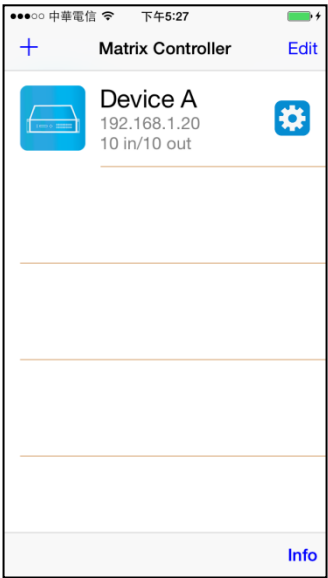 中華電信 下午5:27
+ Matrix Controller Edit
Device A
192.168.1.20
10 in/10 out
Info